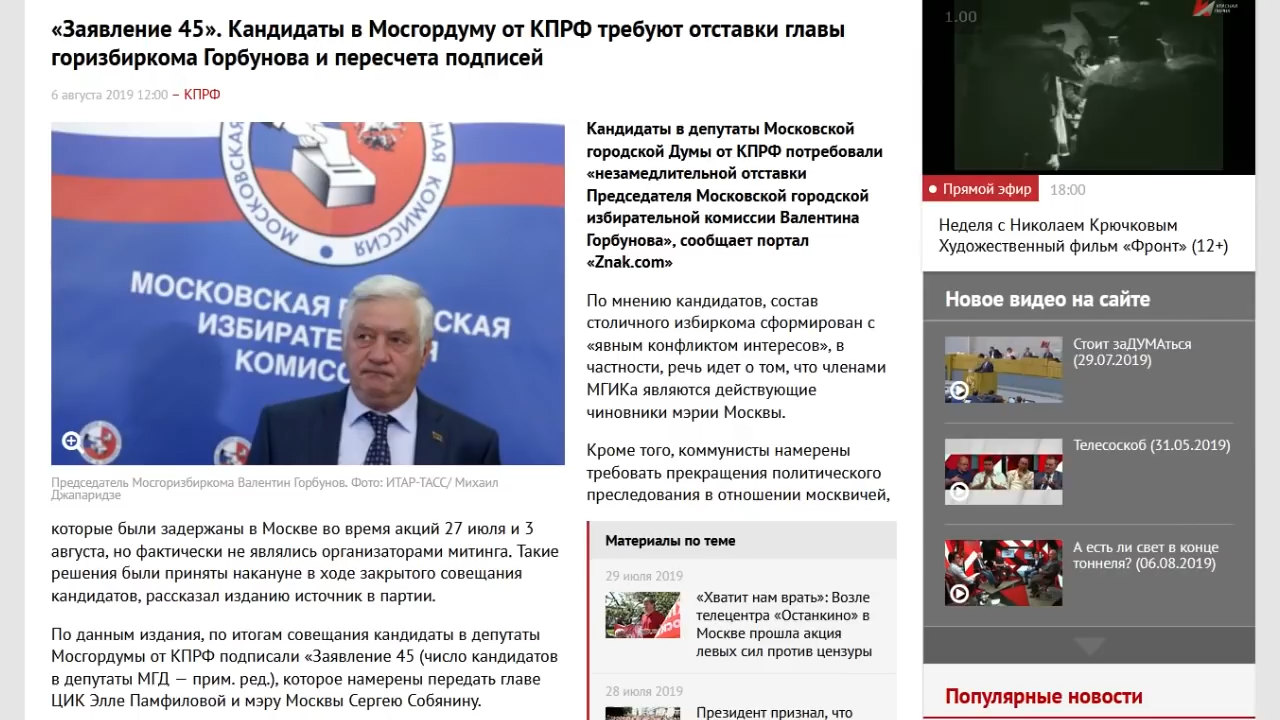 «Заявление 45». Кандидаты в Мосгордуму от КПРФ требуют отставки главы
горизбиркома Горбунова и пересчета подписей
6 августа 2019 12:00 – КПРФ
МОСКОВСКАЯ
КОМИССИЯ
МОСКОВСКАЯ Г СКАЯ
ИЗБИРАТЕ
КОМИСС
Председатель Мосгоризбиркома Валентин Горбунов. Фото: ИТАР-ТАСС/ Михаил
Джапаридзе
Кандидаты в депутаты Московской
городской Думы от КПРФ потребовали
«незамедлительной отставки
Председателя Московской городской
избирательной комиссии Валентина
Горбунова», сообщает портал
«Znak.com»
По мнению кандидатов, состав
столичного избиркома сформирован с
«явным конфликтом интересов», в
частности, речь идет о том, что членами
МГИКа являются действующие
чиновники мэрии Москвы.
Кроме того, коммунисты намерены
требовать прекращения политического
преследования в отношении москвичей,
которые были задержаны в Москве во время акций 27 июля и 3
августа, но фактически не являлись организаторами митинга. Такие
решения были приняты накануне в ходе закрытого совещания
кандидатов, рассказал изданию источник в партии.
По данным издания, по итогам совещания кандидаты в депутаты
Мосгордумы от КПРФ подписали «Заявление 45 (число кандидатов
в депутаты МГД — прим. ред.), которое намерены передать главе
ЦИК Элле Памфиловой и мэру Москвы Сергею Собянину.
Материалы по теме
29 июля 2019
«Хватит нам врать»: Возле
телецентра «Останкино» в
Москве прошла акция
левых сил против цензуры
28 июля 2019
Президент признал, что
1.00
Прямой эфир 18:00
Неделя с Николаем Крючковым
Художественный фильм «Фронт» (12+)
Новое видео на сайте
Стоит заДУМАться
(29.07.2019)
Телесоскоб (31.05.2019)
А есть ли свет в конце
тоннеля? (06.08.2019)
Популярные новости